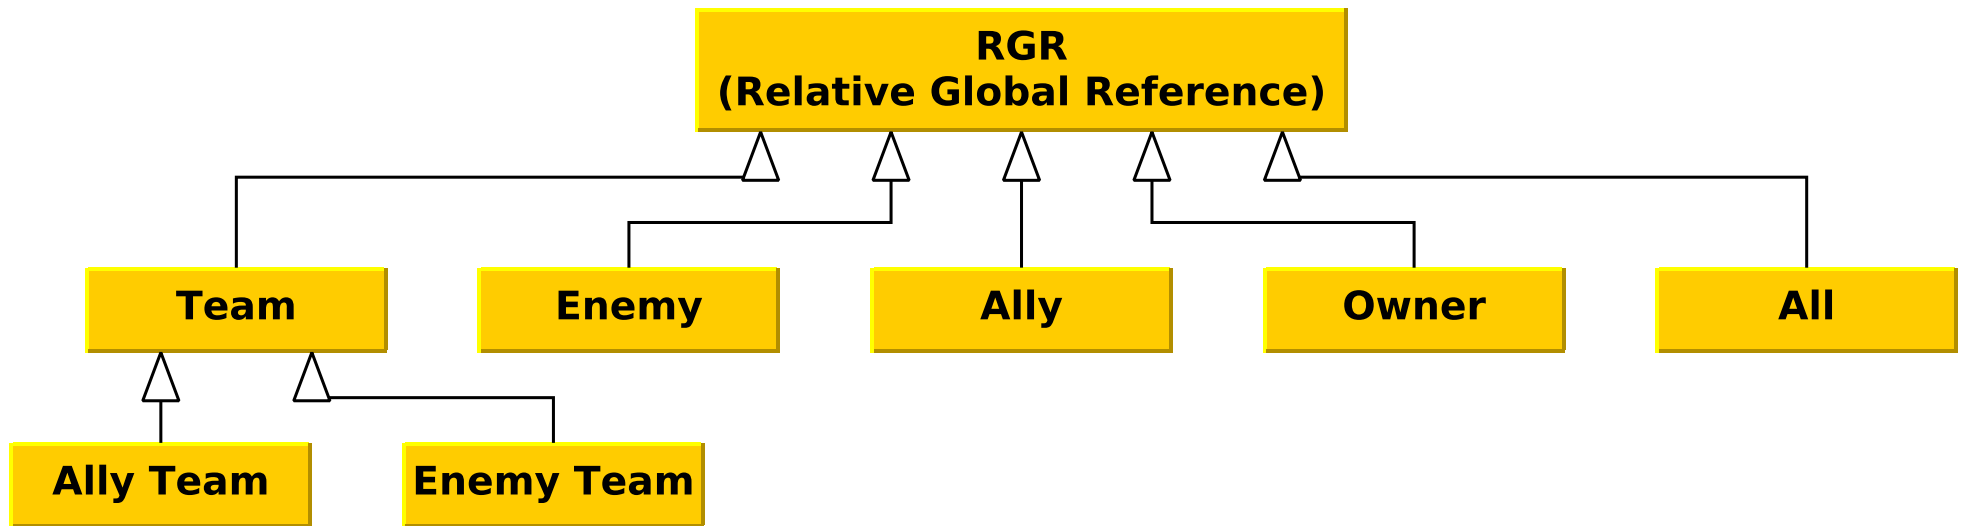 RGR
(Relative Global Reference)
Team
Enemy
Ally
Owner
All
Ally Team
Enemy Team